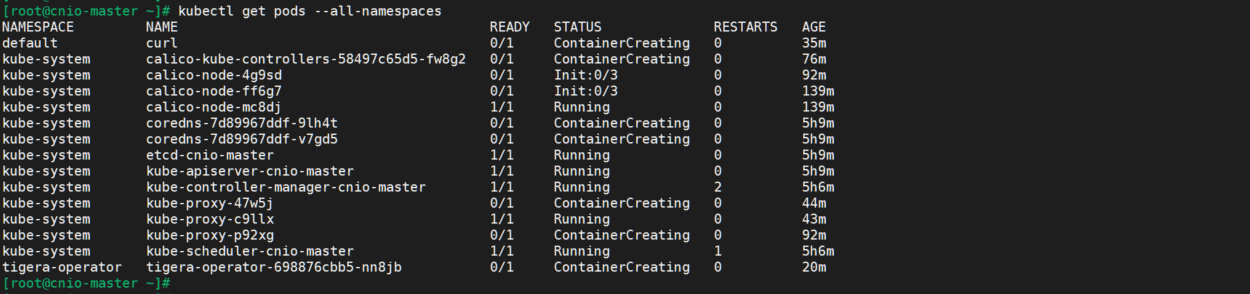 [root@cnio-master ~]# kubectl get pods --all-namespaces
NAMESPACE NAME READY STATUS RESTARTS AGE
default curl 0/1 ContainerCreating 0 35m
kube-system calico-kube-controllers-58497c65d5-fw8g2 0/1 ContainerCreating 0 76m
kube-system calico-node-4g9sd 0/1 Init:0/3 0 92m
kube-system calico-node-ff6g7 0/1 Init:0/3 0 139m
kube-system calico-node-mc8dj 1/1 Running 0 139m
kube-system coredns-7d89967ddf-9lh4t 0/1 ContainerCreating 0 5h9m
kube-system coredns-7d89967ddf-v7gd5 0/1 ContainerCreating 0 5h9m
kube-system etcd-cnio-master 1/1 Running 0 5h9m
kube-system kube-apiserver-cnio-master 1/1 Running 0 5h9m
kube-system kube-controller-manager-cnio-master 1/1 Running 2 5h6m
kube-system kube-proxy-47w5j 0/1 ContainerCreating 0 44m
kube-system kube-proxy-c9llx 1/1 Running 0 43m
kube-system kube-proxy-p92xg 0/1 ContainerCreating 0 92m
kube-system kube-scheduler-cnio-master 1/1 Running 1 5h6m
tigera-operator tigera-operator-698876cbb5-nn8jb 0/1 ContainerCreating 0 20m
[root@cnio-master ~]#